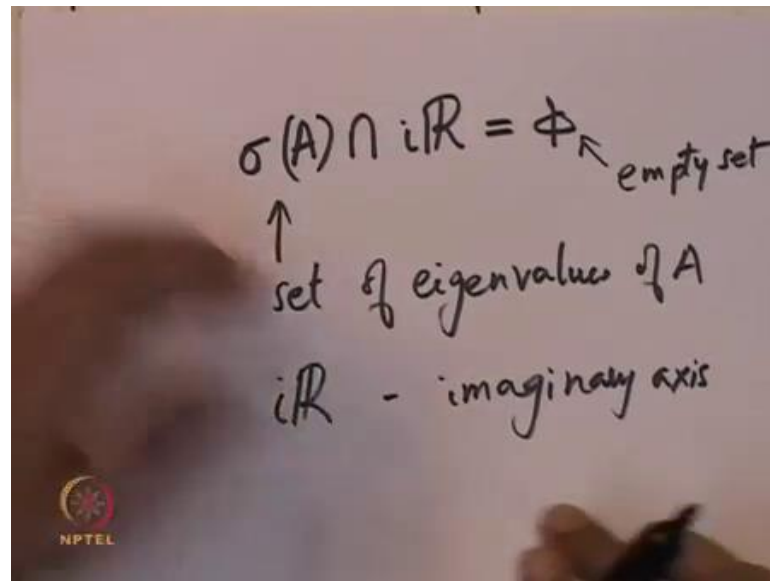 σ(A) ∩ iℝ = ϕ
empty set
set of eigenvalues of A
iℝ - imaginary axis
NPTEL